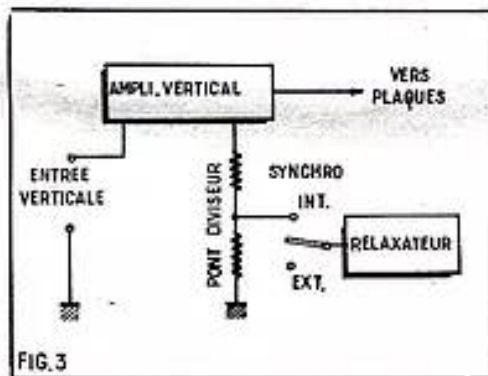 AMPLI. VERTICAL
VERS
PLAQUES
ENTREE
VERTICALE
PONT DIVISEUR
SYNCHRO
INT.
RELAXATEUR
EXT.
FIG.3